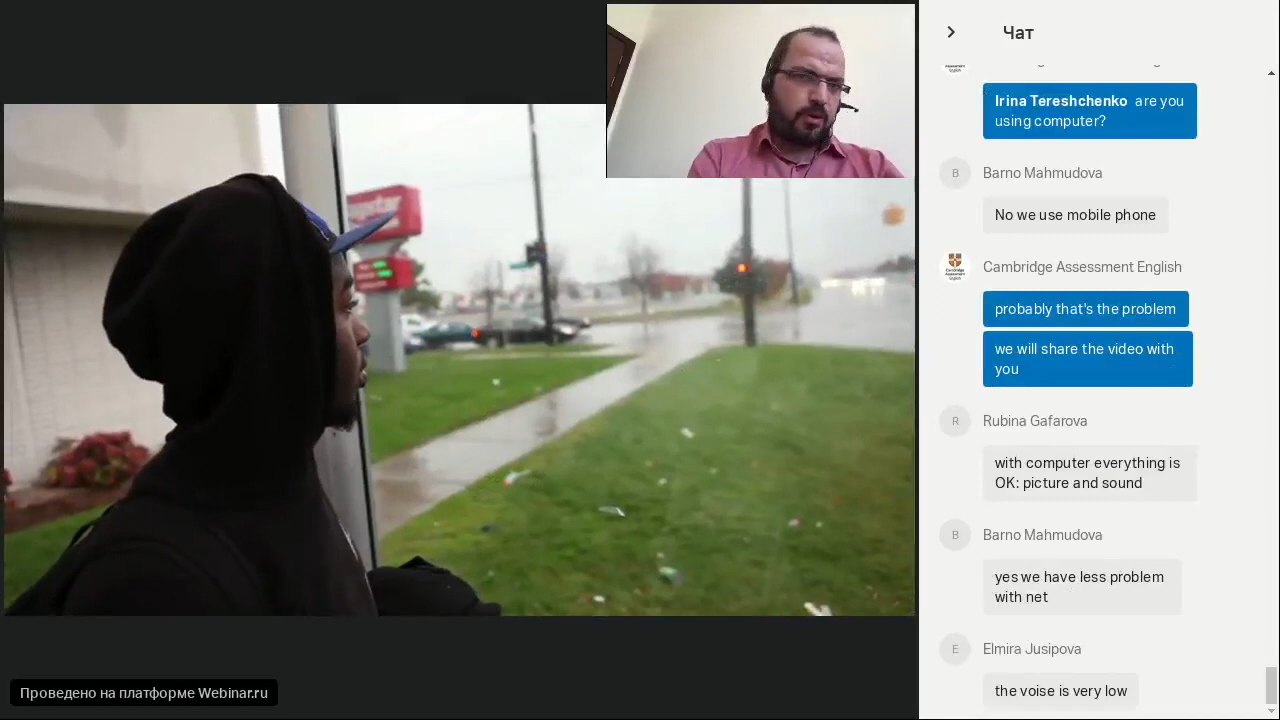 Чат
Irina Tereshchenko are you
using computer?
B
Barno Mahmudova
No we use mobile phone
Cambridge
Assessment
English
Cambridge Assessment English
probably that's the problem
we will share the video with
you
R
Rubina Gafarova
with computer everything is
OK: picture and sound
B
Barno Mahmudova
yes we have less problem
with net
E
Elmira Jusipova
the voise is very low
Проведено на платформе Webinar.ru